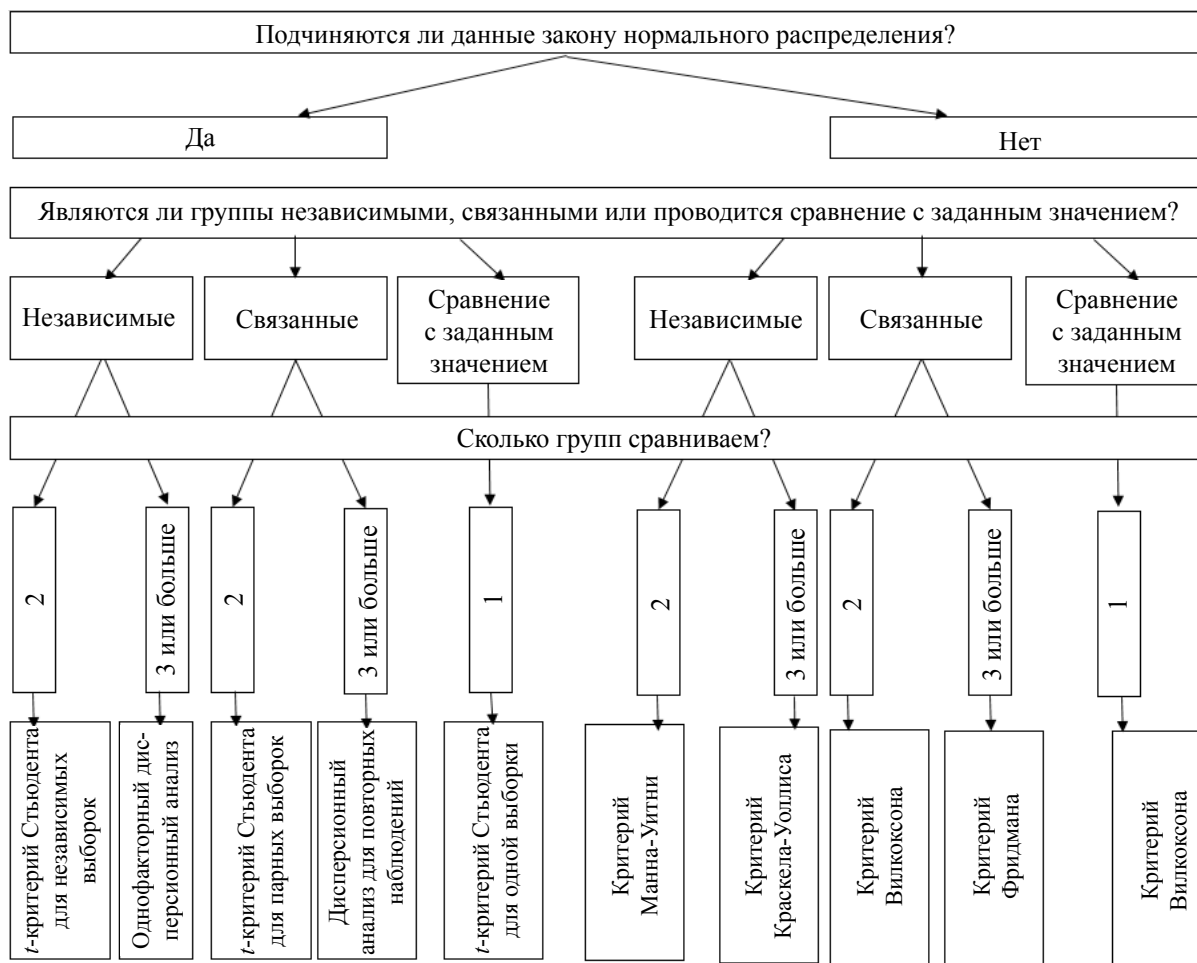 Подчиняются ли данные закону нормального распределения?
Да
Нет
Являются ли группы независимыми, связанными или проводится сравнение с заданным значением?
Независимые
Связанные
Сравнение
с заданным
значением
Независимые
Связанные
Сравнение
с заданным
значением
Сколько групп сравниваем?
2
3 или больше
2
3 или больше
1
2
3 или больше
2
3 или больше
1
t-критерий Стьюдента
для независимых
выборок
Однофакторный дис-
персионный анализ
t-критерий Стьюдента
для парных выборок
Дисперсионный
анализ для повторных
наблюдений
t-критерий Стьюдента
для одной выборки
Критерий
Манна-Уитни
Критерий
Краскела-Уоллиса
Критерий
Вилкоксона
Критерий
Фридмана
Критерий
Вилкоксона